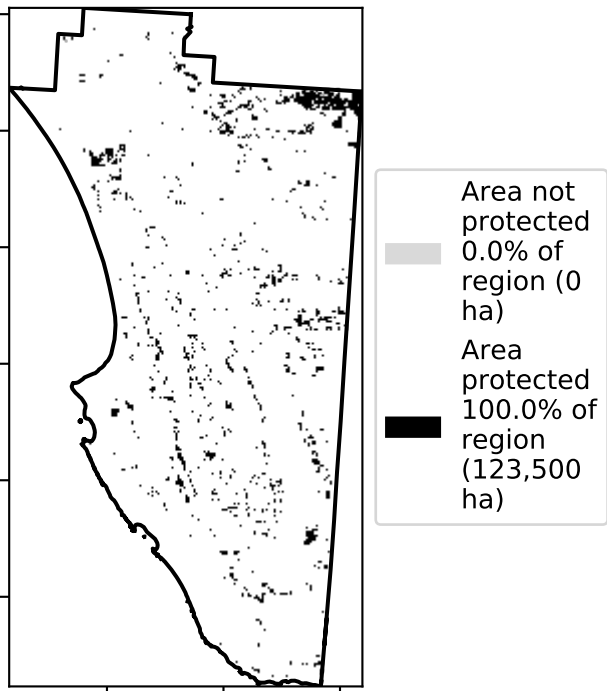 Area not
protected
0.0% of
region (0
ha)
Area
protected
100.0% of
region
(123,500
ha)